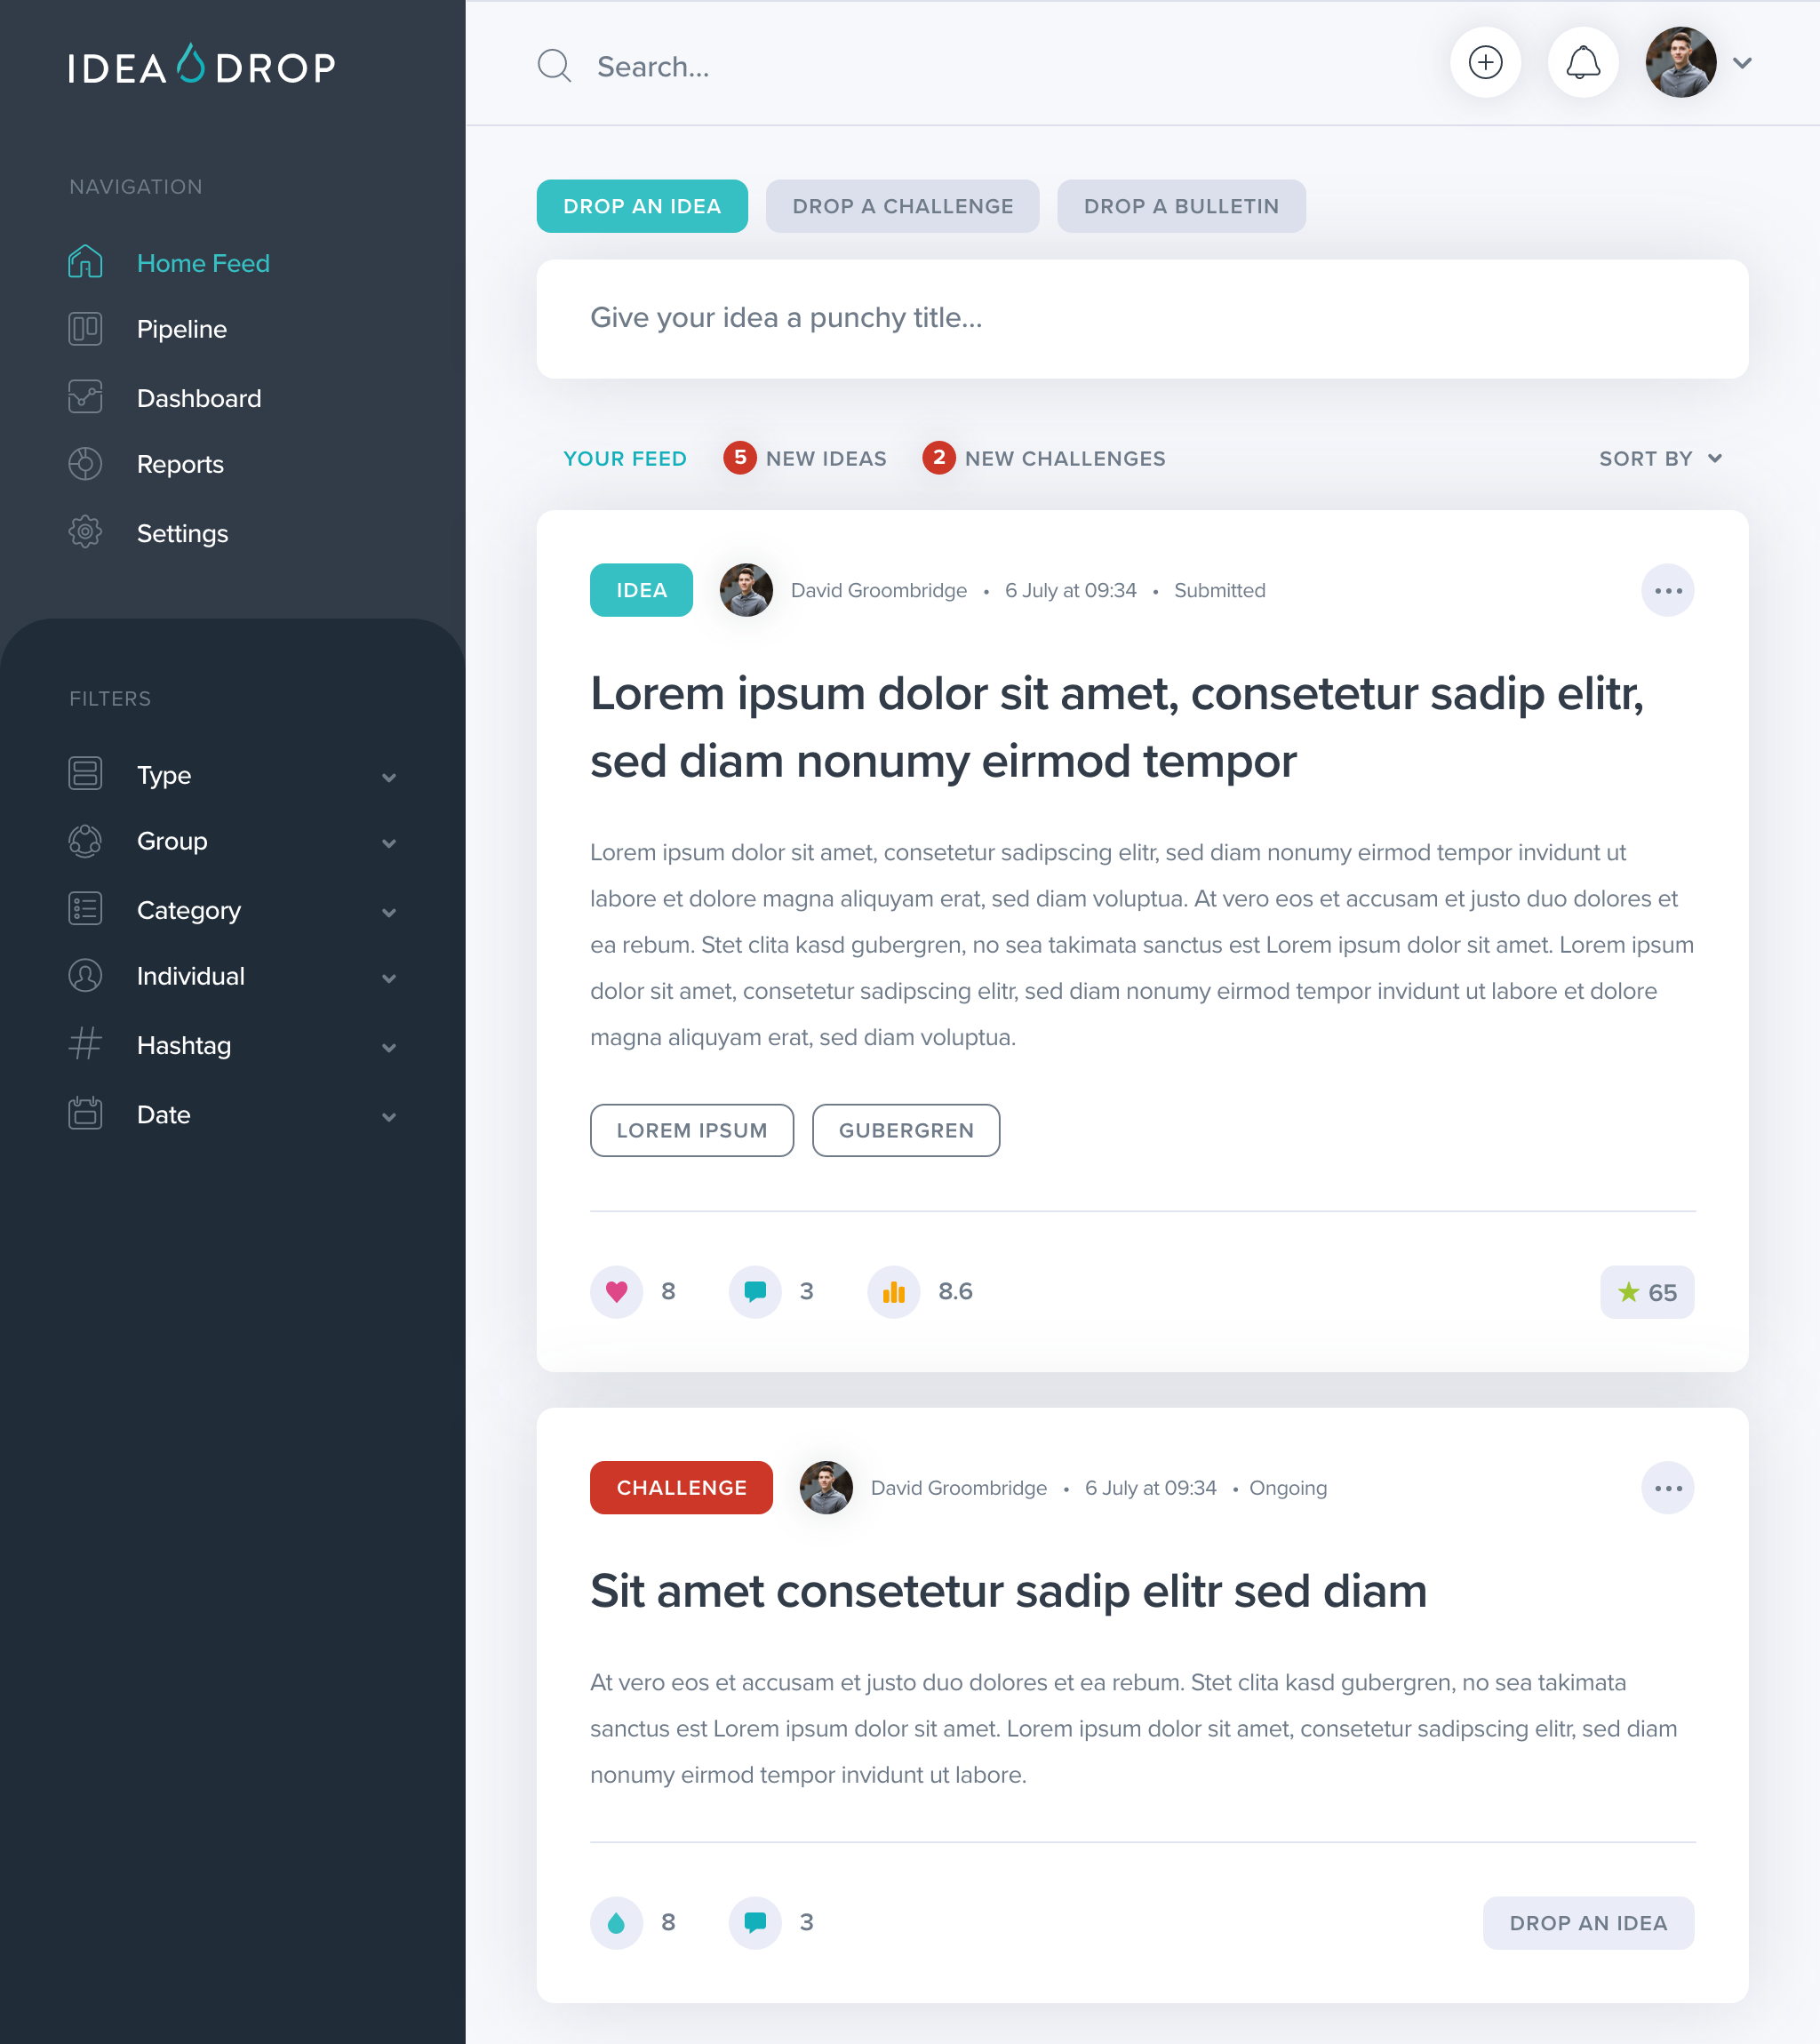 IDEA DROP
NAVIGATION
Home Feed
Pipeline
Dashboard
Reports
Settings
FILTERS
Type
Group
Category
Individual
Hashtag
Date
Search...
DROP AN IDEA
DROP A CHALLENGE
DROP A BULLETIN
Give your idea a punchy title...
YOUR FEED
5 NEW IDEAS
2 NEW CHALLENGES
SORT BY
IDEA
David Groombridge • 6 July at 09:34 • Submitted
Lorem ipsum dolor sit amet, consetetur sadip elitr,
sed diam nonumy eirmod tempor
Lorem ipsum dolor sit amet, consetetur sadipscing elitr, sed diam nonumy eirmod tempor invidunt ut
labore et dolore magna aliquyam erat, sed diam voluptua. At vero eos et accusam et justo duo dolores et
ea rebum. Stet clita kasd gubergren, no sea takimata sanctus est Lorem ipsum dolor sit amet. Lorem ipsum
dolor sit amet, consetetur sadipscing elitr, sed diam nonumy eirmod tempor invidunt ut labore et dolore
magna aliquyam erat, sed diam voluptua.
LOREM IPSUM
GUBERGREN
8
3
8.6
65
CHALLENGE
David Groombridge • 6 July at 09:34 • Ongoing
Sit amet consetetur sadip elitr sed diam
At vero eos et accusam et justo duo dolores et ea rebum. Stet clita kasd gubergren, no sea takimata
sanctus est Lorem ipsum dolor sit amet. Lorem ipsum dolor sit amet, consetetur sadipscing elitr, sed diam
nonumy eirmod tempor invidunt ut labore.
8
3
DROP AN IDEA